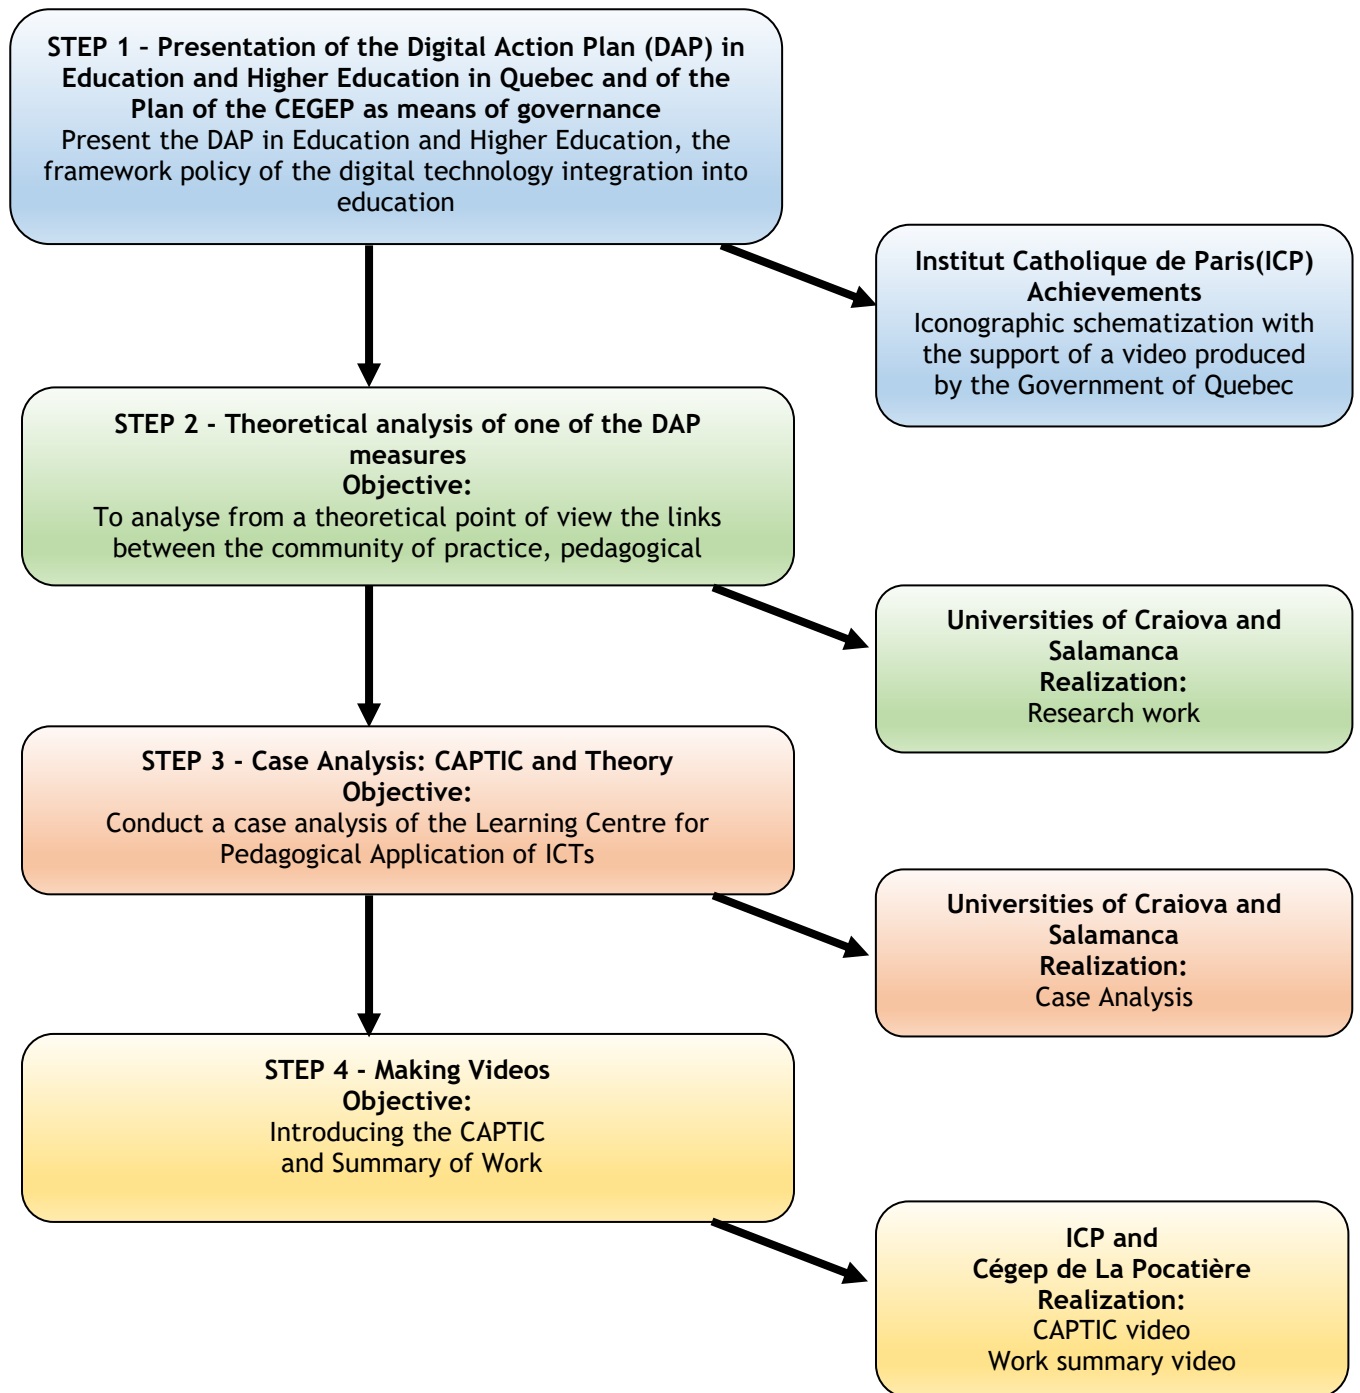 STEP 1 – Presentation of the Digital Action Plan (DAP) in
Education and Higher Education in Quebec and of the
Plan of the CEGEP as means of governance
Present the DAP in Education and Higher Education, the
framework policy of the digital technology integration into
education
Institut Catholique de Paris(ICP)
Achievements
Iconographic schematization with
the support of a video produced
by the Government of Quebec
STEP 2 - Theoretical analysis of one of the DAP
measures
Objective:
To analyse from a theoretical point of view the links
between the community of practice, pedagogical
Universities of Craiova and
Salamanca
Realization:
Research work
STEP 3 - Case Analysis: CAPTIC and Theory
Objective:
Conduct a case analysis of the Learning Centre for
Pedagogical Application of ICTs
Universities of Craiova and
Salamanca
Realization:
Case Analysis
STEP 4 - Making Videos
Objective:
Introducing the CAPTIC
and Summary of Work
ICP and
Cégep de La Pocatière
Realization:
CAPTIC video
Work summary video